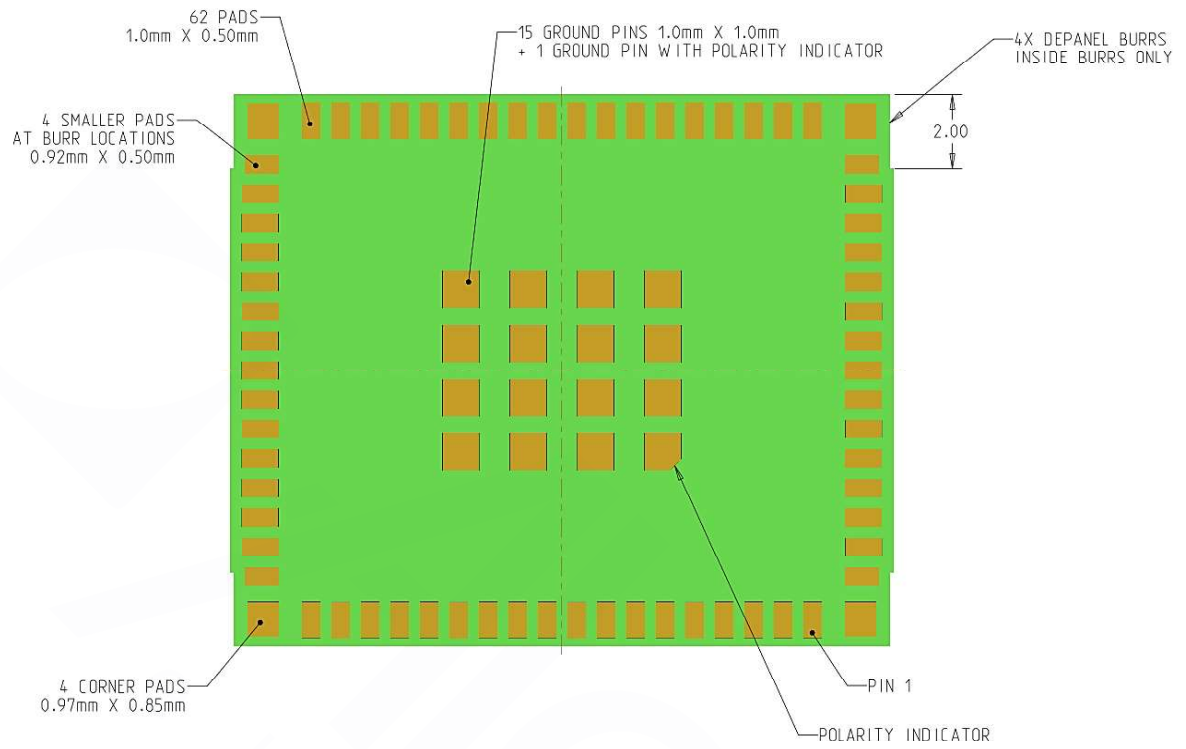 62 PADS
1.0mm X 0.50mm
15 GROUND PINS 1.0mm X 1.0mm
+ 1 GROUND PIN WITH POLARITY INDICATOR
4X DEPANEL BURRS
INSIDE BURRS ONLY
4 SMALLER PADS
AT BURR LOCATIONS
0.92mm X 0.50mm
2.00
4 CORNER PADS
0.97mm X 0.85mm
PIN 1
POLARITY INDICATOR